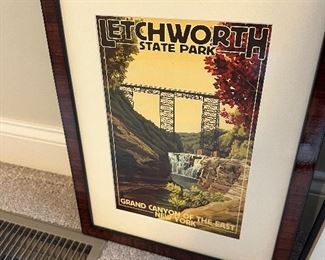 LETCHWORTH
STATE PARK
GRAND CANYON OF THE EAST
NEW YORK